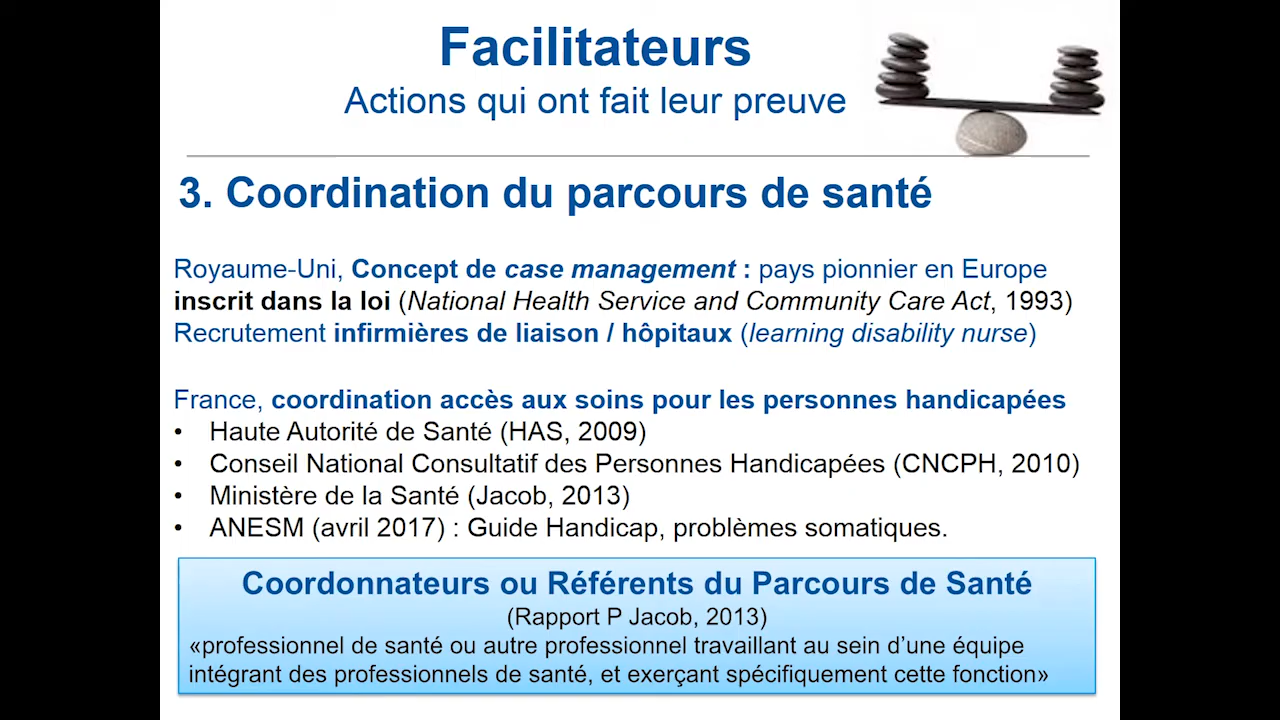 Facilitateurs
Actions qui ont fait leur preuve
3. Coordination du parcours de santé
Royaume-Uni, Concept de case management : pays pionnier en Europe
inscrit dans la loi (National Health Service and Community Care Act, 1993)
Recrutement infirmières de liaison / hôpitaux (learning disability nurse)
France, coordination accès aux soins pour les personnes handicapées
• Haute Autorité de Santé (HAS, 2009)
• Conseil National Consultatif des Personnes Handicapées (CNCPH, 2010)
• Ministère de la Santé (Jacob, 2013)
• ANESM (avril 2017) : Guide Handicap, problèmes somatiques.
Coordonnateurs ou Référents du Parcours de Santé
(Rapport P Jacob, 2013)
«professionnel de santé ou autre professionnel travaillant au sein d’une équipe
intégrant des professionnels de santé, et exerçant spécifiquement cette fonction»